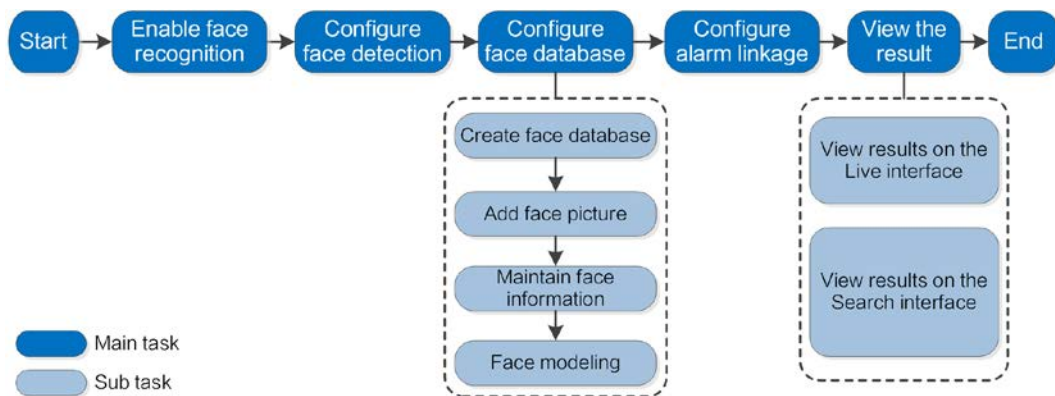 Start
Enable face
recognition
Configure
face detection
Configure
face database
Configure
alarm linkage
View the
result
End
Create face database
Add face picture
Maintain face
information
Face modeling
View results on the
Live interface
View results on the
Search interface
Main task
Sub task